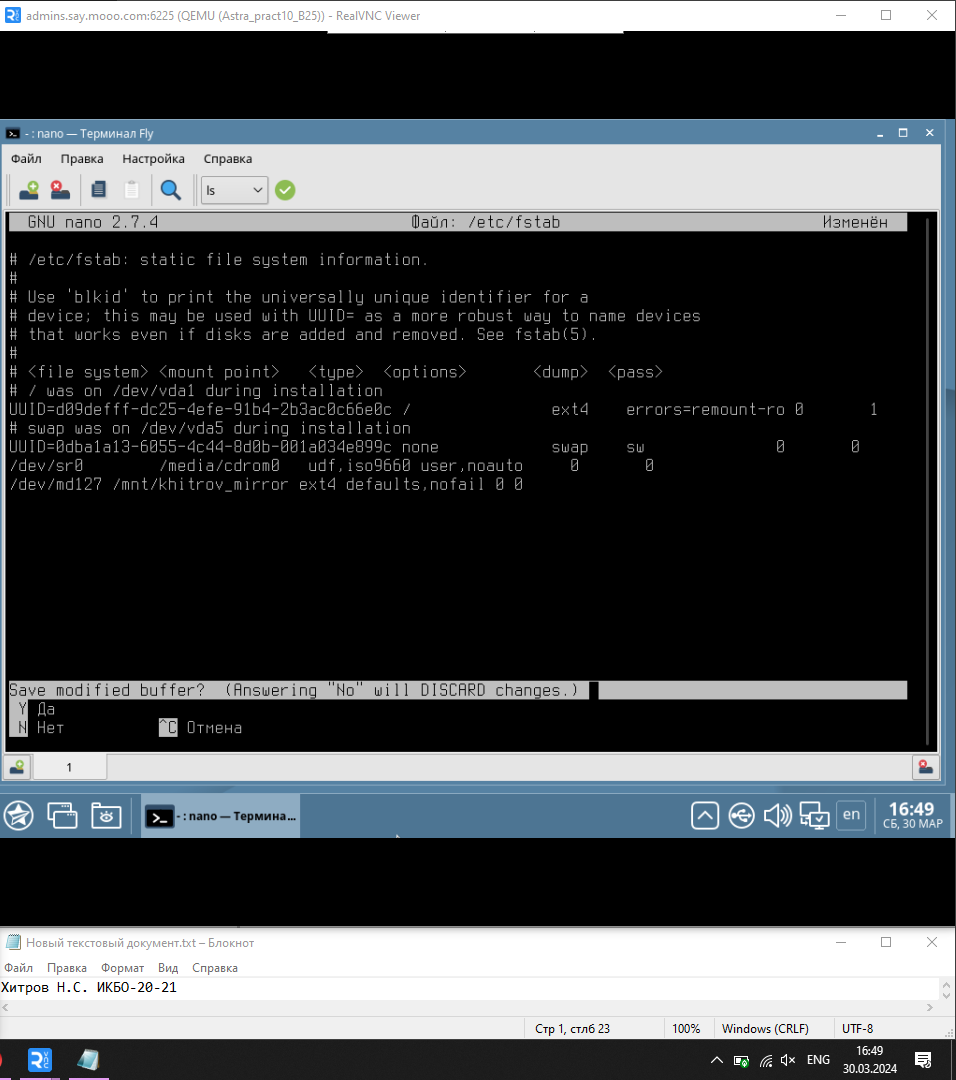 admins.say.mooo.com:6225 (QEMU (Astra_pract10_B25)) - RealVNC Viewer
- : nano — Терминал Fly
Файл Правка Настройка Справка
ls
GNU nano 2.7.4 Файл: /etc/fstab Изменён
# /etc/fstab: static file system information.
#
# Use 'blkid' to print the universally unique identifier for a
# device; this may be used with UUID= as a more robust way to name devices
# that works even if disks are added and removed. See fstab(5).
#
# <file system> <mount point> <type> <options> <dump> <pass>
# / was on /dev/vda1 during installation
UUID=d09defff-dc25-4efe-91b4-2b3ac0c66e0c / ext4 errors=remount-ro 0 1
# swap was on /dev/vda5 during installation
UUID=0dba1a13-6055-4c44-8d0b-001a034e899c none swap sw 0 0
/dev/sr0 /media/cdrom0 udf,iso9660 user,noauto 0 0
/dev/md127 /mnt/khitrov_mirror ext4 defaults,nofail 0 0
Save modified buffer? (Answering "No" will DISCARD changes.)
Y Да
N Нет ^C Отмена
1
- : nano — Термина...
en
16:49
СБ, 30 МАР
Новый текстовый документ.txt – Блокнот
Файл Правка Формат Вид Справка
Хитров Н.С. ИКБО-20-21
Стр 1, стлб 23 100% Windows (CRLF) UTF-8
ENG
16:49
30.03.2024